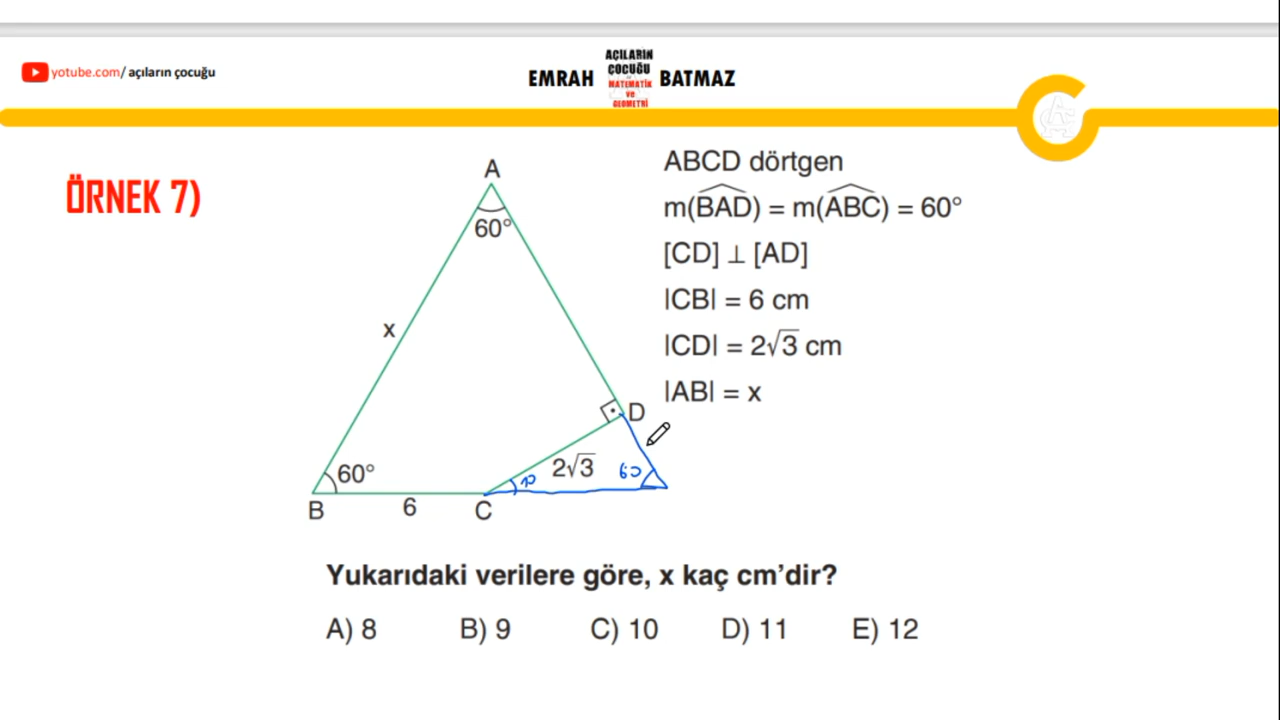 yotube.com/ açıların çocuğu
EMRAH
AÇILARIN
ÇOCUĞU
MATEMATİK
ve
GEOMETRİ
BATMAZ
ÖRNEK 7)
ABCD dörtgen
m(BAD) = m(ABC) = 60°
[CD] ⊥ [AD]
|CB| = 6 cm
|CD| = 2√3 cm
|AB| = x
A
60°
x
D
60°
2√3
60
B
6
C
Yukarıdaki verilere göre, x kaç cm'dir?
A) 8 B) 9 C) 10 D) 11 E) 12